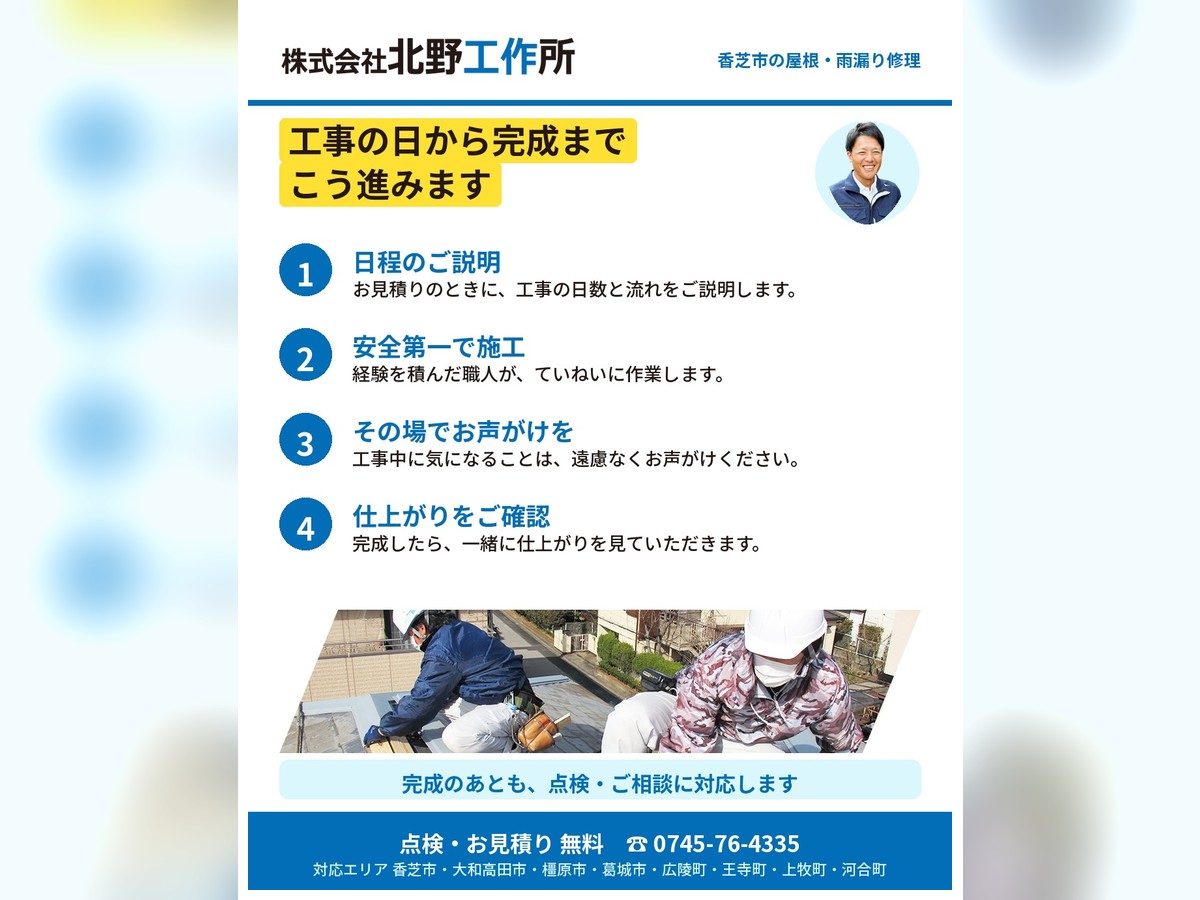 株式会社北野工作所
香芝市の屋根・雨漏り修理
工事の日から完成まで
こう進みます
1
日程のご説明
お見積りのときに、工事の日数と流れをご説明します。
2
安全第一で施工
経験を積んだ職人が、ていねいに作業します。
3
その場でお声がけを
工事中に気になることは、遠慮なくお声がけください。
4
仕上がりをご確認
完成したら、一緒に仕上がりを見ていただきます。
完成のあとも、点検・ご相談に対応します
点検・お見積り 無料 ☎ 0745-76-4335
対応エリア 香芝市・大和高田市・橿原市・葛城市・広陵町・王寺町・上牧町・河合町